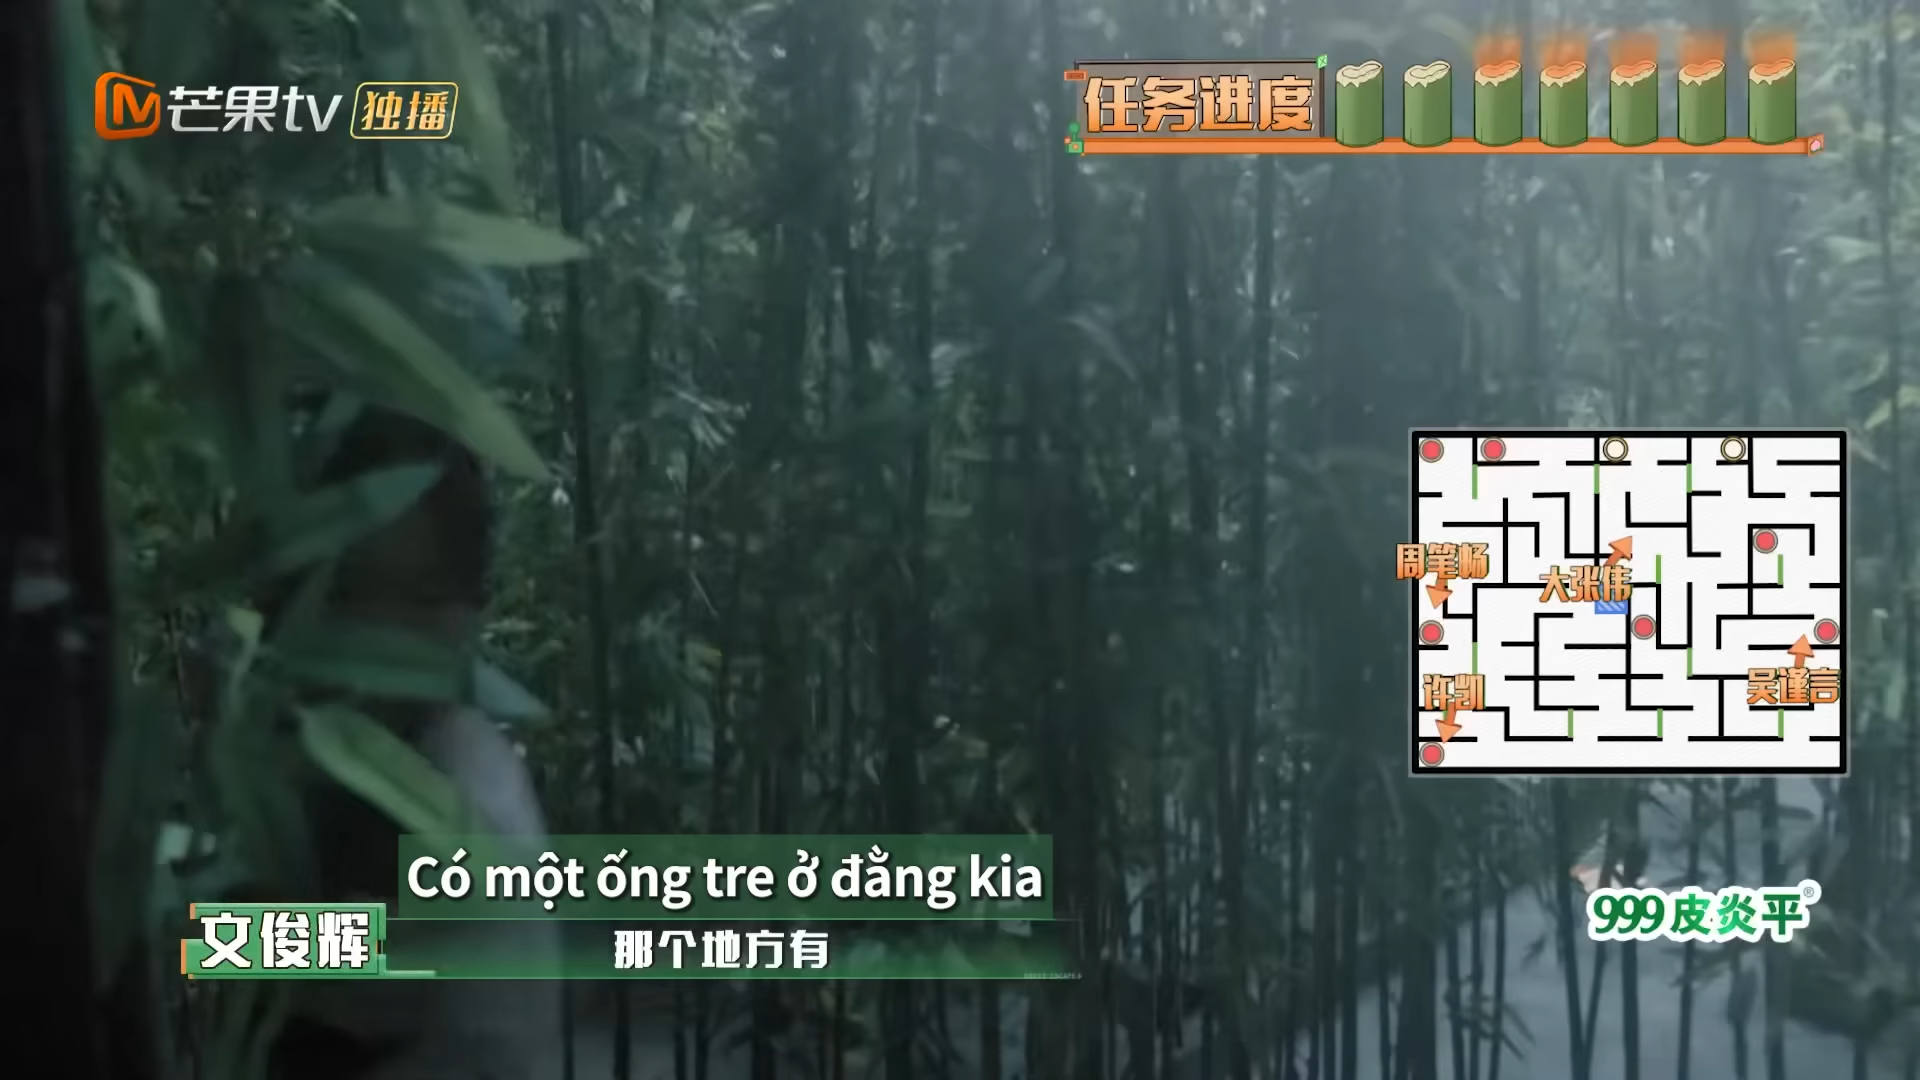 芒果tv 独播
任务进度
周笔畅
大张伟
许凯
吴谨言
Có một ống tre ở đằng kia
文俊辉
那个地方有
999皮炎平®